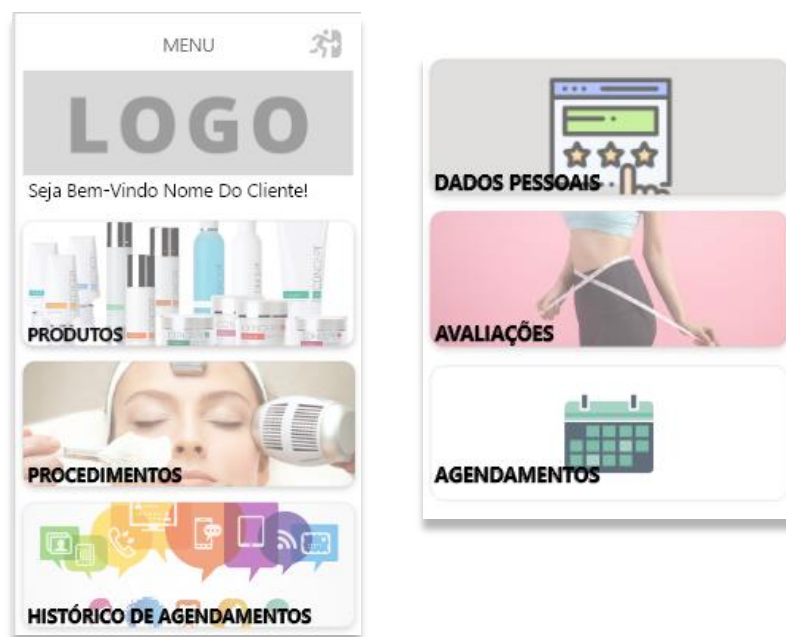 MENU
LOGO
Seja Bem-Vindo Nome Do Cliente!
PRODUTOS
PROCEDIMENTOS
HISTÓRICO DE AGENDAMENTOS
DADOS PESSOAIS
AVALIAÇÕES
AGENDAMENTOS